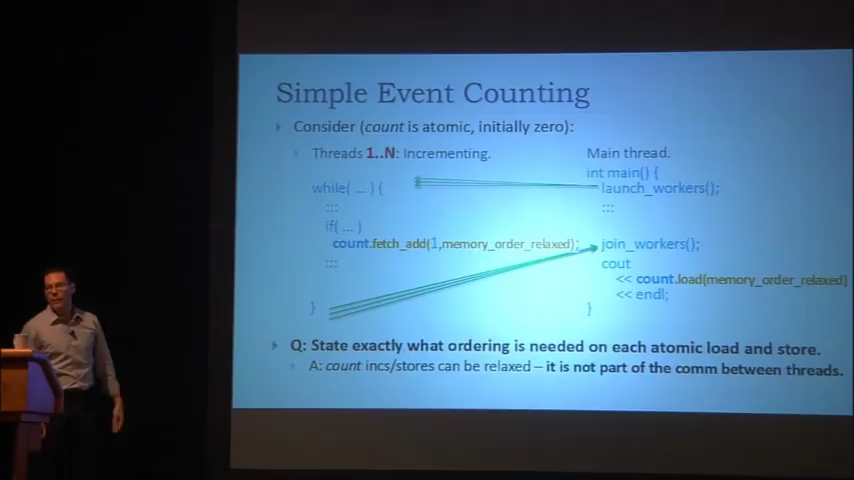 Simple Event Counting
Consider (count is atomic, initially zero):
Threads 1..N: Incrementing.
while( ... ) {
:::
if( ... )
count.fetch_add(1,memory_order_relaxed);
:::
}
Main thread.
int main() {
launch_workers();
:::
join_workers();
cout
<< count.load(memory_order_relaxed)
<< endl;
}
Q: State exactly what ordering is needed on each atomic load and store.
A: count incs/stores can be relaxed – it is not part of the comm between threads.